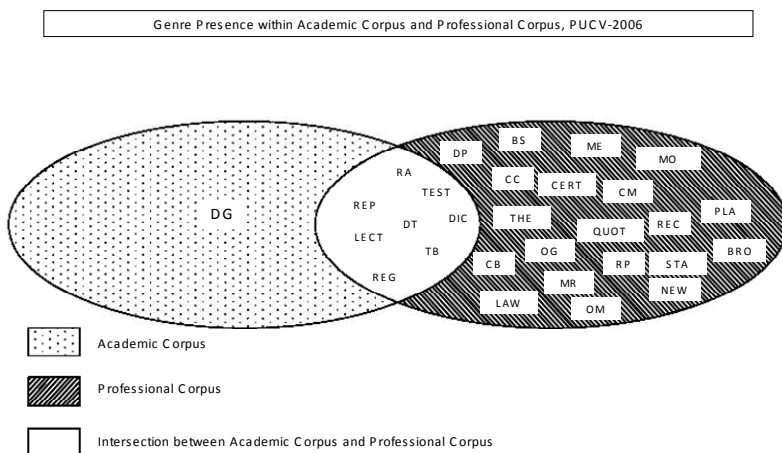 Genre Presence within Academic Corpus and Professional Corpus, PUCV-2006
BS
ME
DP
MO
RA
CC
CERT
CM
TEST
REP
PLA
DG
DIC
THE
REC
DT
QUOT
LECT
TB
OG
BRO
CB
RP
STA
REG
MR
NEW
LAW
OM
Academic Corpus
Professional Corpus
Intersection between Academic Corpus and Professional Corpus